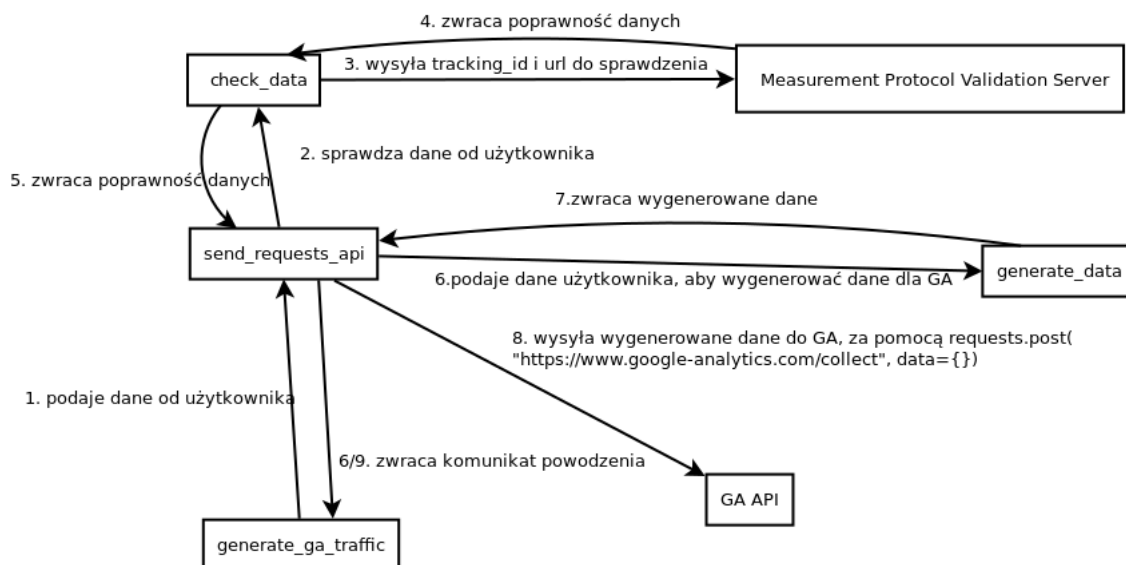 4. zwraca poprawność danych
3. wysyła tracking_id i url do sprawdzenia
check_data
Measurement Protocol Validation Server
2. sprawdza dane od użytkownika
5. zwraca poprawność danych
7.zwraca wygenerowane dane
send_requests_api
6.podaje dane użytkownika, aby wygenerować dane dla GA
generate_data
8. wysyła wygenerowane dane do GA, za pomocą requests.post(
"https://www.google-analytics.com/collect", data={})
1. podaje dane od użytkownika
6/9. zwraca komunikat powodzenia
GA API
generate_ga_traffic